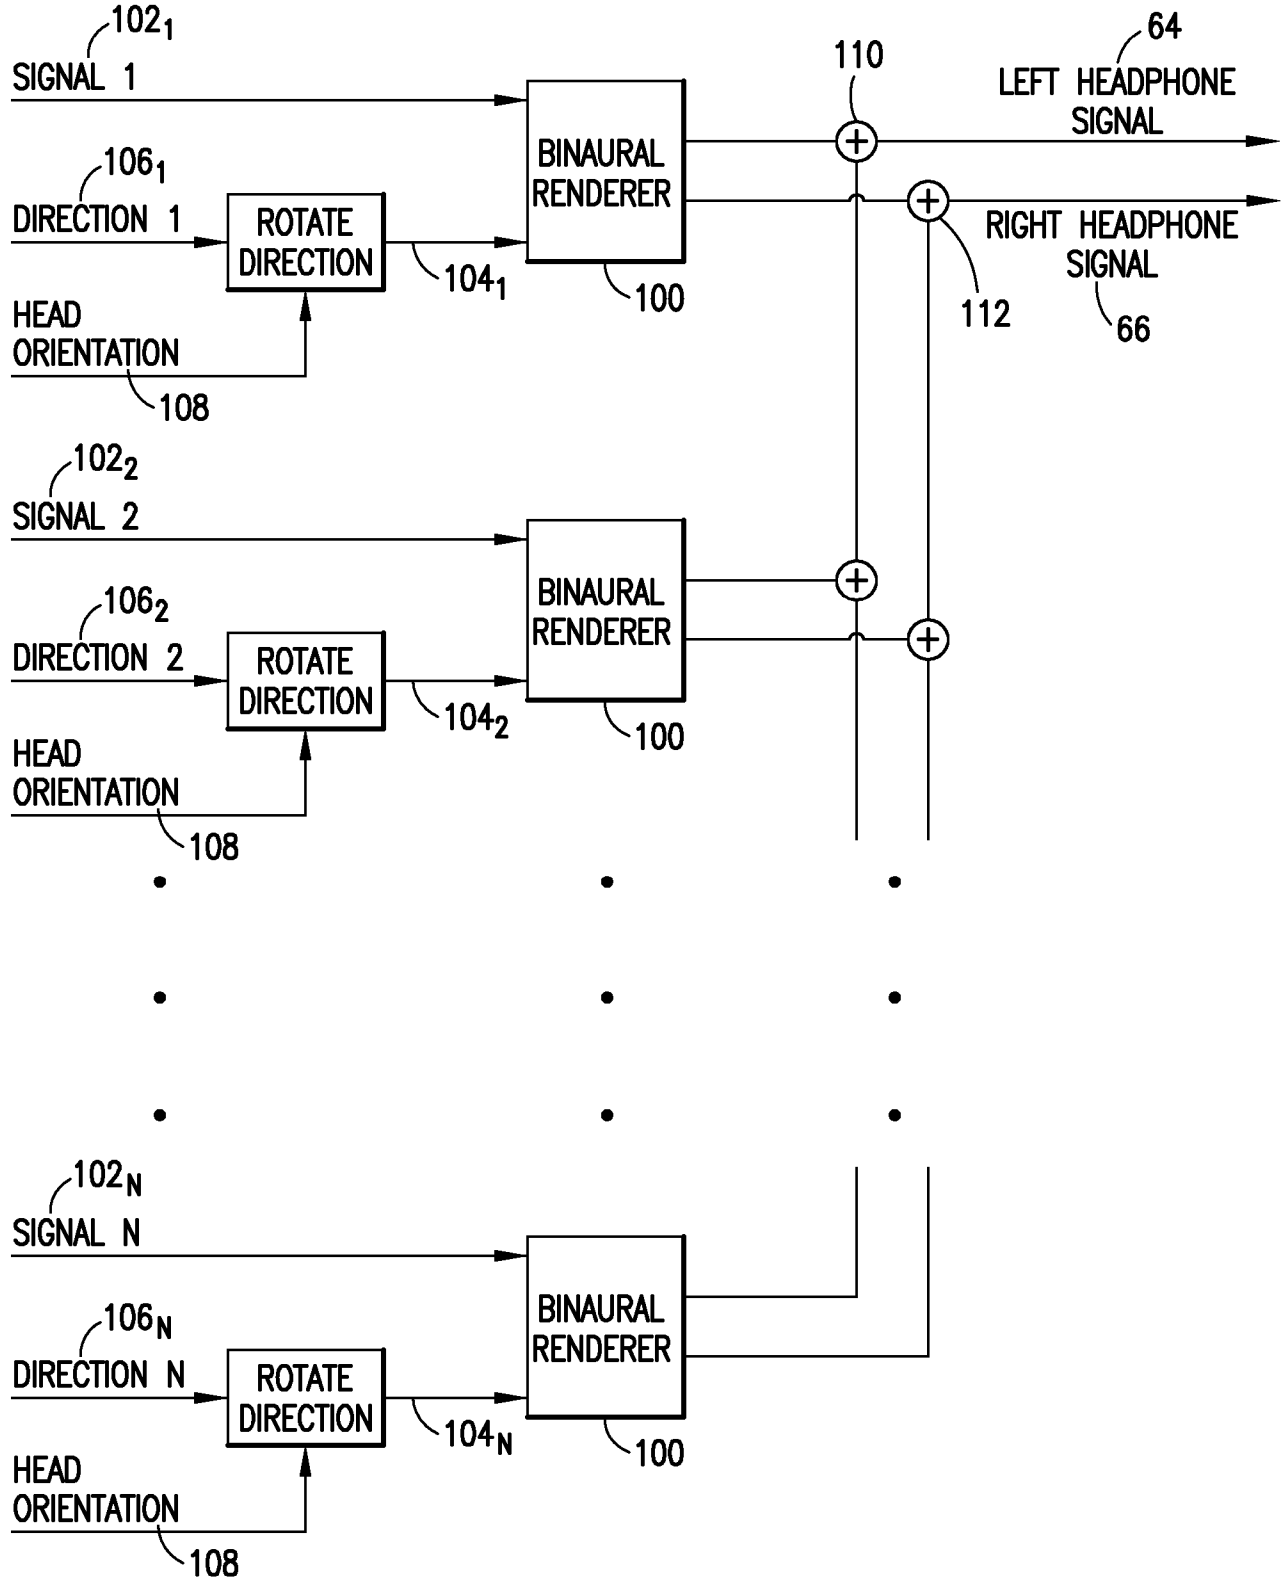 102₁
SIGNAL 1
110
64
LEFT HEADPHONE
SIGNAL
BINAURAL
RENDERER
106₁
DIRECTION 1
ROTATE
DIRECTION
104₁
100
RIGHT HEADPHONE
SIGNAL
112
66
HEAD
ORIENTATION
108
102₂
SIGNAL 2
BINAURAL
RENDERER
106₂
DIRECTION 2
ROTATE
DIRECTION
104₂
100
HEAD
ORIENTATION
108
102N
SIGNAL N
BINAURAL
RENDERER
106N
DIRECTION N
ROTATE
DIRECTION
104N
100
HEAD
ORIENTATION
108
+
+
+
+